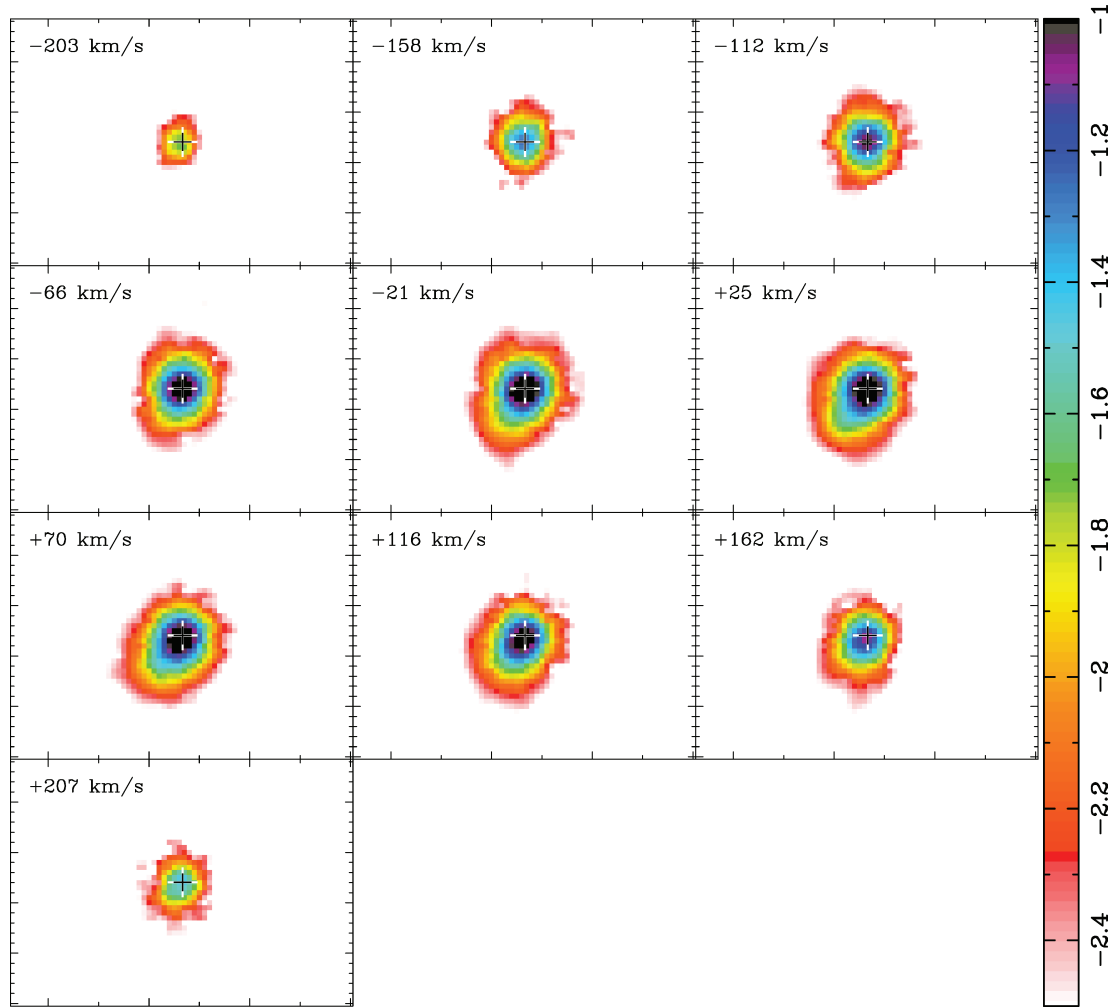 −203 km/s
−158 km/s
−112 km/s
−66 km/s
−21 km/s
+25 km/s
+70 km/s
+116 km/s
+162 km/s
+207 km/s
−1
−1.2
−1.4
−1.6
−1.8
−2
−2.2
−2.4